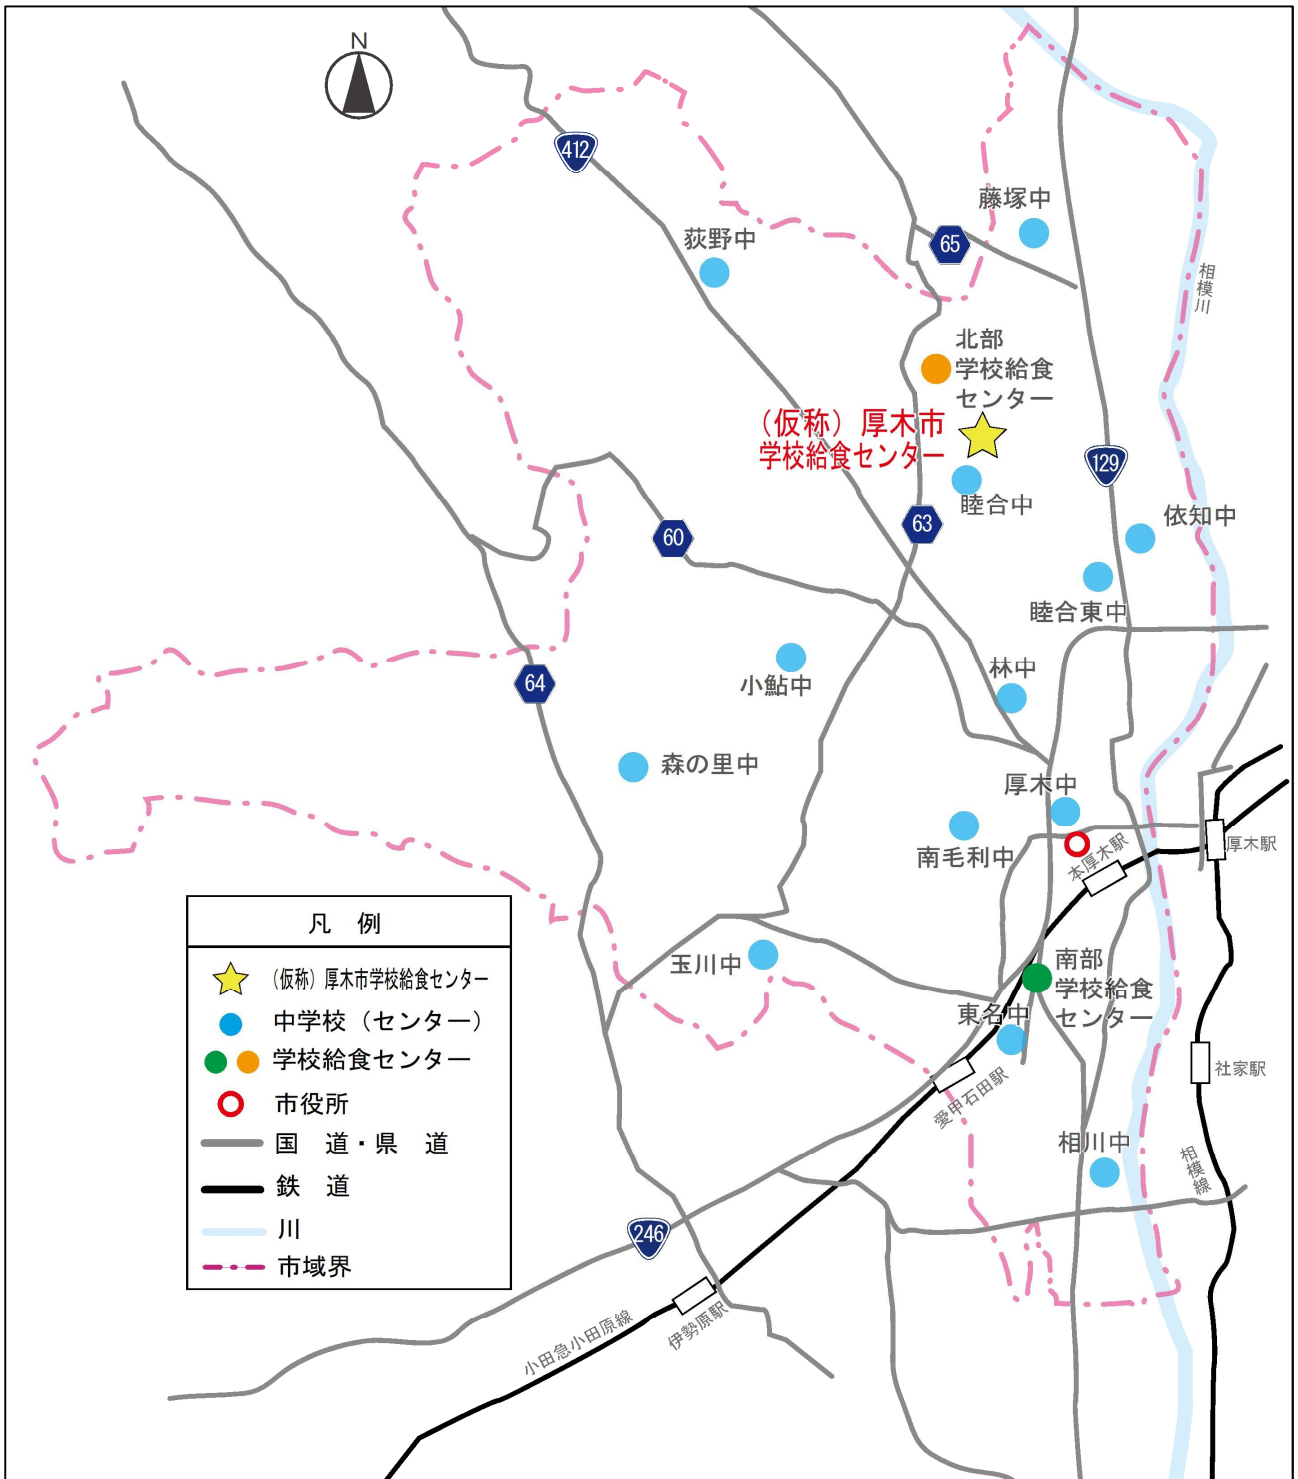 N
412
藤塚中
荻野中
65
相模川
北部
学校給食
センター
（仮称）厚木市
学校給食センター
129
睦合中
63
依知中
60
睦合東中
林中
小鮎中
64
森の里中
厚木中
南毛利中
本厚木駅
厚木駅
凡　例
（仮称）厚木市学校給食センター
中学校（センター）
学校給食センター
市役所
国　道・県　道
鉄　道
川
市域界
玉川中
南部
学校給食
センター
東名中
愛甲石田駅
社家駅
相川中
相模線
246
伊勢原駅
小田急小田原線